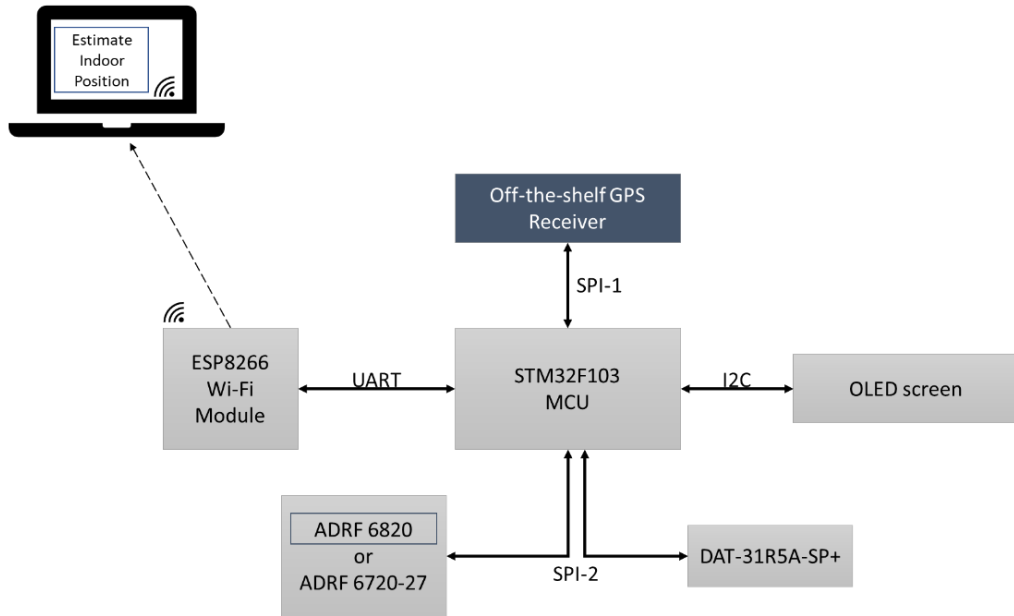 Estimate
Indoor
Position
Off-the-shelf GPS
Receiver
SPI-1
ESP8266
Wi-Fi
Module
UART
STM32F103
MCU
I2C
OLED screen
ADRF 6820
or
ADRF 6720-27
SPI-2
DAT-31R5A-SP+